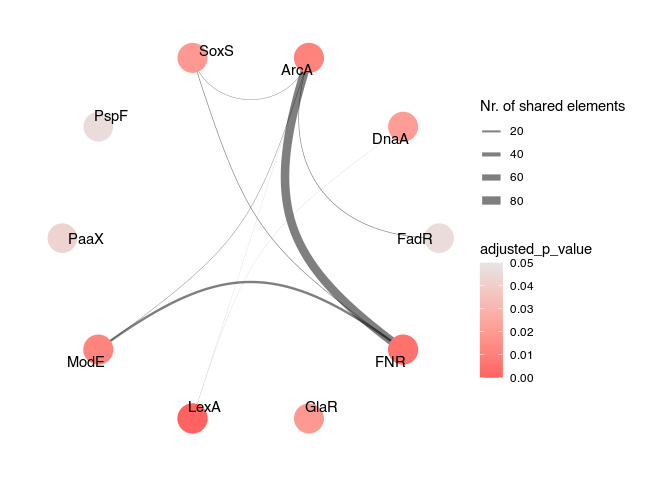 SoxS
ArcA
PspF
DnaA
PaaX
FadR
ModE
FNR
LexA
GlaR
Nr. of shared elements
20
40
60
80
adjusted_p_value
0.05
0.04
0.03
0.02
0.01
0.00